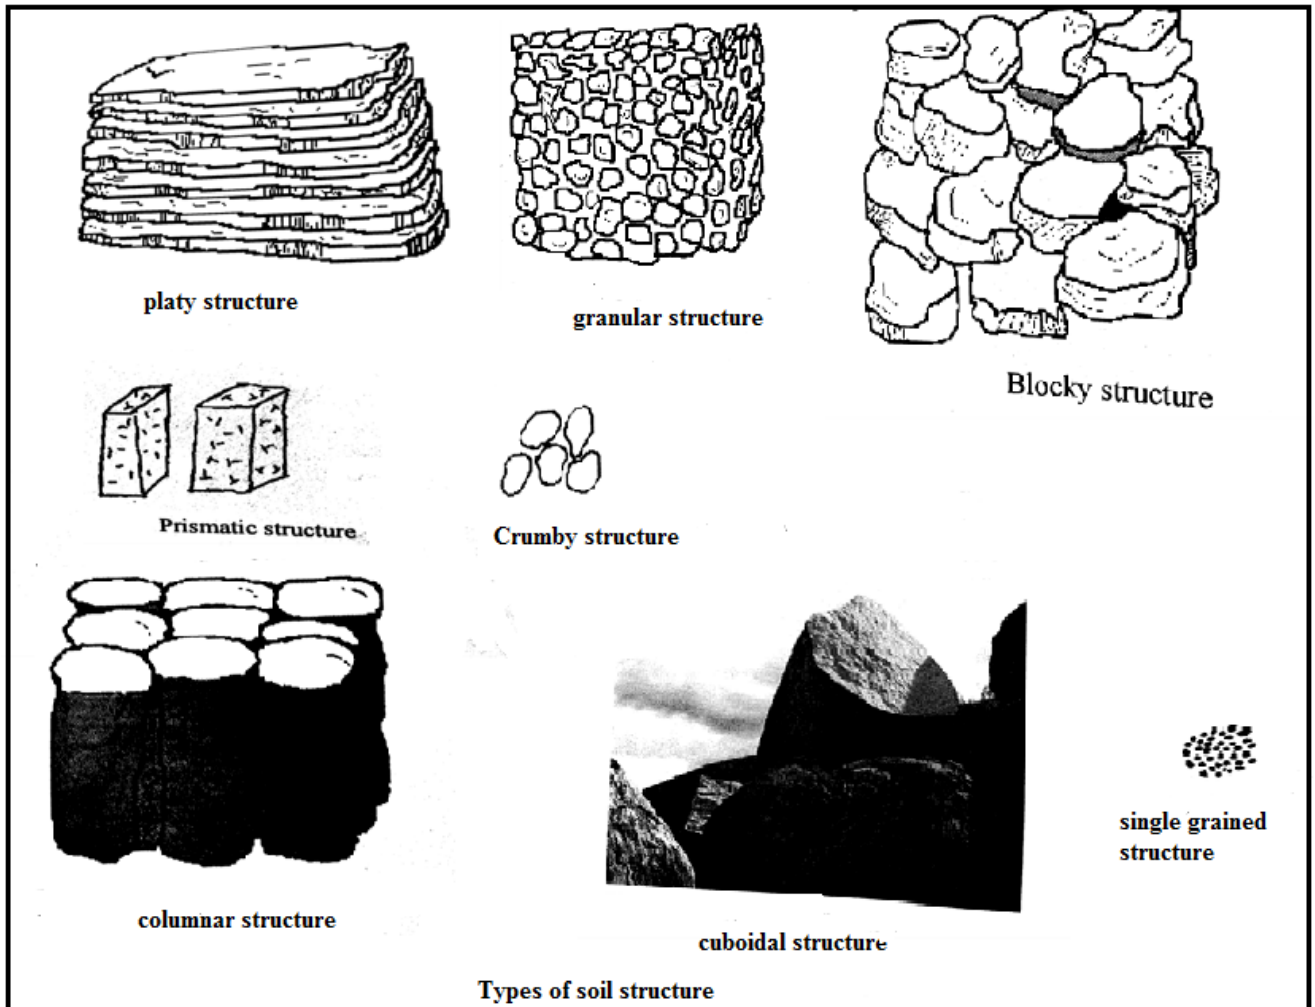 platy structure
granular structure
Blocky structure
Prismatic structure
Crumby structure
single grained
structure
columnar structure
cuboidal structure
Types of soil structure